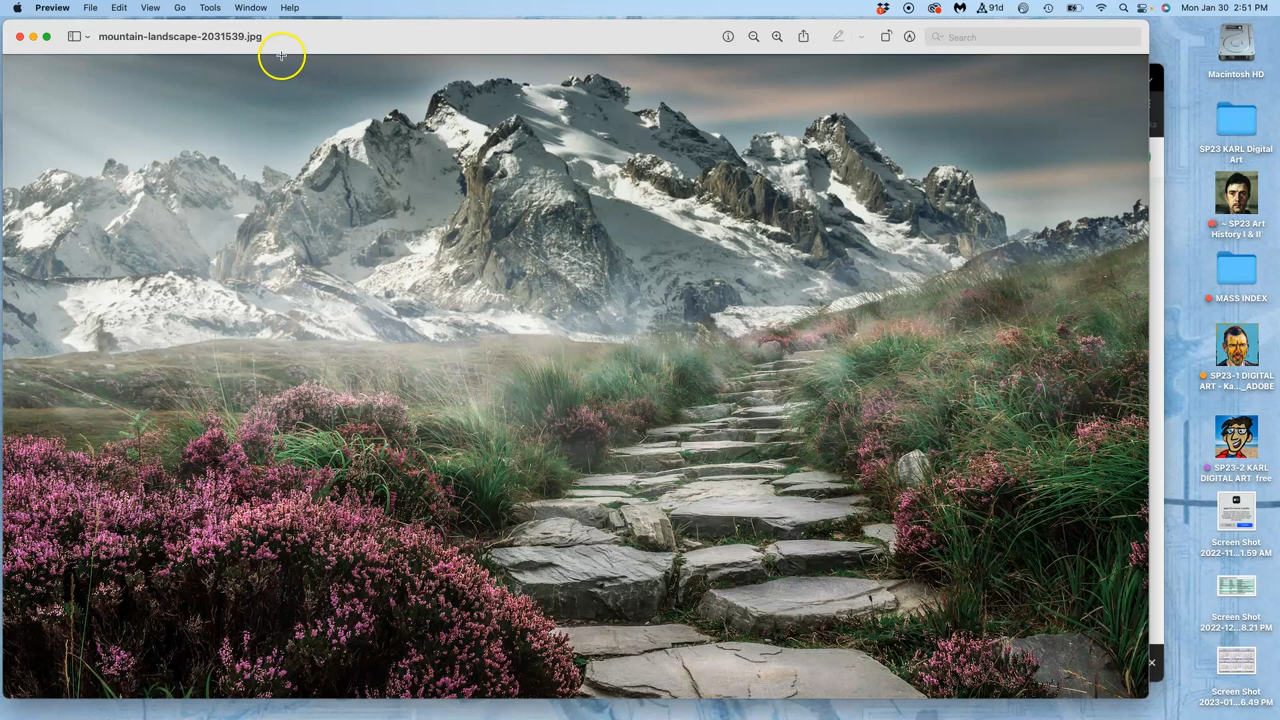 Preview File Edit View Go Tools Window Help 91d Mon Jan 30 2:51 PM
mountain-landscape-2031539.jpg
Search
Macintosh HD
SP23 KARL Digital
Art
~ SP23 Art
History I & II
MASS INDEX
SP23-1 DIGITAL
ART - Ka..._ADOBE
SP23-2 KARL
DIGITAL ART free
Screen Shot
2022-11...1.59 AM
Screen Shot
2022-12...8.21 PM
Screen Shot
2023-01...6.49 PM